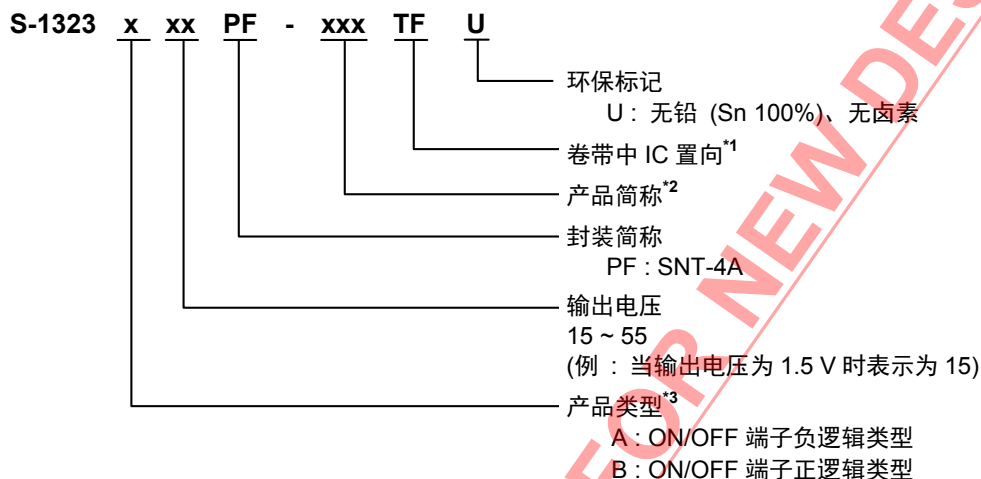 S-1323 x xx PF - xxx TF U
环保标记
U : 无铅 (Sn 100%)、无卤素
卷带中 IC 置向*1
产品简称*2
封装简称
PF : SNT-4A
输出电压
15 ~ 55
(例 : 当输出电压为 1.5 V 时表示为 15)
产品类型*3
A : ON/OFF 端子负逻辑类型
B : ON/OFF 端子正逻辑类型
FOR NEW DES